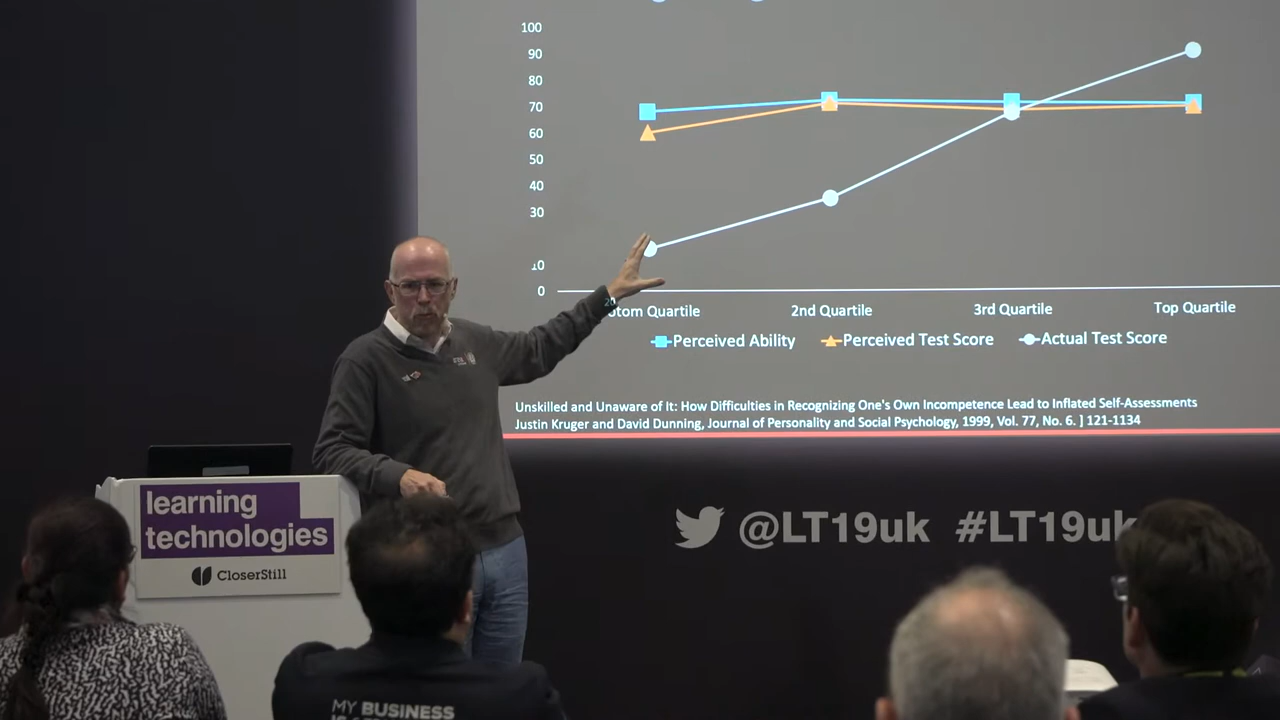 100
90
80
70
60
50
40
30
20
10
0
tom Quartile 2nd Quartile 3rd Quartile Top Quartile
Perceived Ability Perceived Test Score Actual Test Score
Unskilled and Unaware of It: How Difficulties in Recognizing One's Own Incompetence Lead to Inflated Self-Assessments
Justin Kruger and David Dunning, Journal of Personality and Social Psychology, 1999, Vol. 77, No. 6. ] 121-1134
learning
technologies
CloserStill
@LT19uk #LT19uk
MY BUSINESS